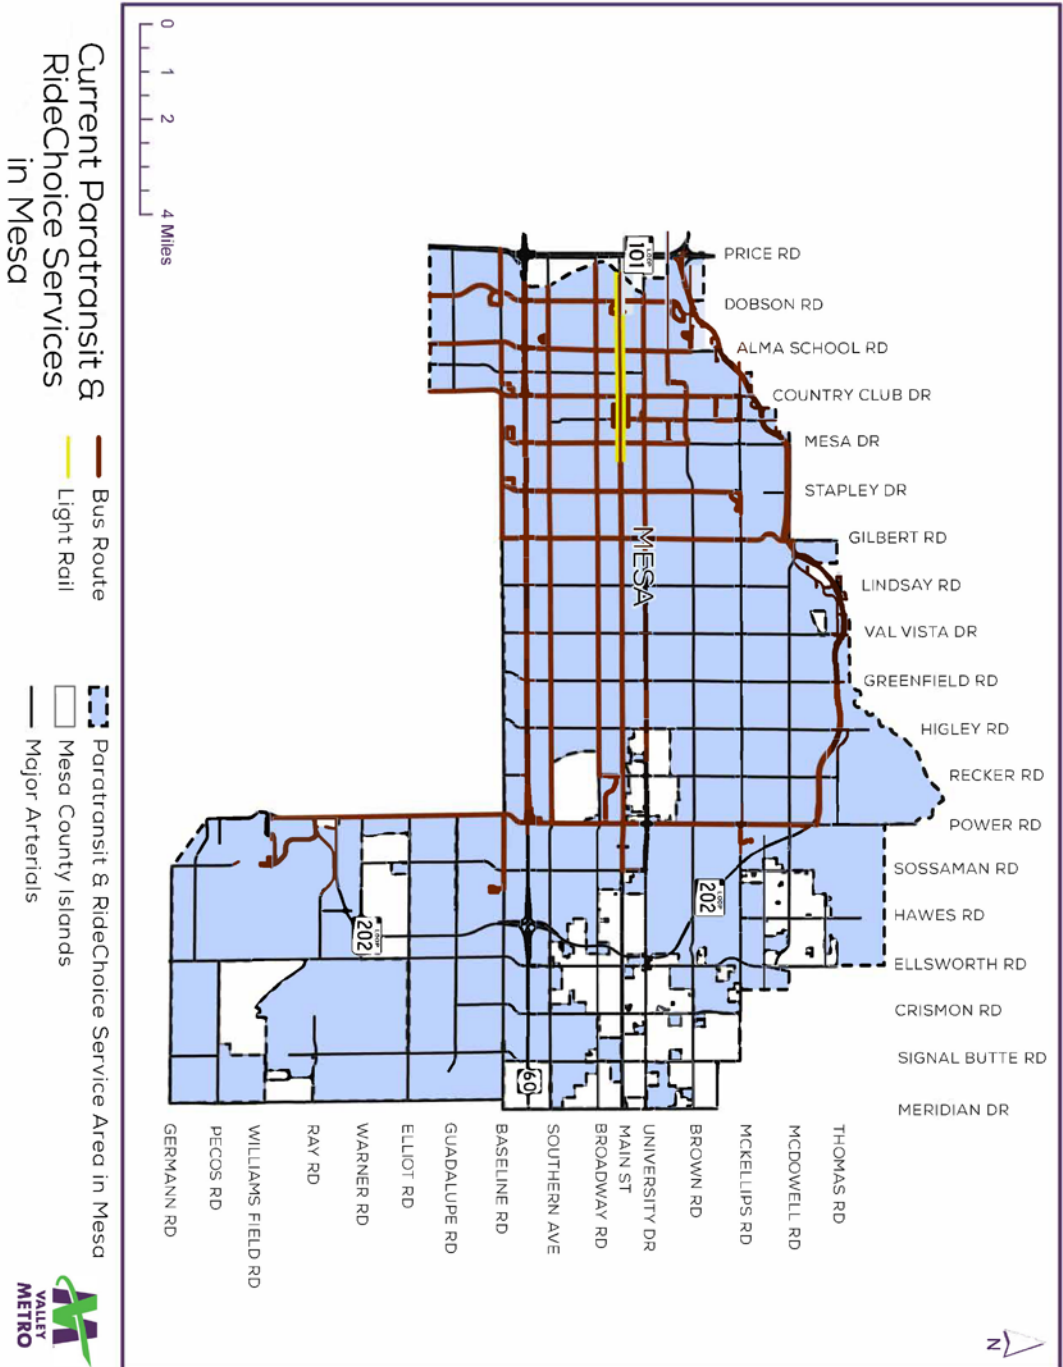 Current Paratransit &
RideChoice Services
in Mesa
0 1 2 4 Miles
Bus Route
Light Rail
Paratransit & RideChoice Service Area in Mesa
Mesa County Islands
Major Arterials
VALLEY
METRO
N
PRICE RD
DOBSON RD
ALMA SCHOOL RD
COUNTRY CLUB DR
MESA DR
STAPLEY DR
GILBERT RD
LINDSAY RD
VAL VISTA DR
GREENFIELD RD
HIGLEY RD
RECKER RD
POWER RD
SOSSAMAN RD
HAWES RD
ELLSWORTH RD
CRISMON RD
SIGNAL BUTTE RD
MERIDIAN DR
THOMAS RD
MCDOWELL RD
MCKELLIPS RD
BROWN RD
UNIVERSITY DR
MAIN ST
BROADWAY RD
SOUTHERN AVE
BASELINE RD
GUADALUPE RD
ELLIOT RD
WARNER RD
RAY RD
WILLIAMS FIELD RD
PECOS RD
GERMANN RD
LOOP
101
MESA
LOOP
202
LOOP
202
60